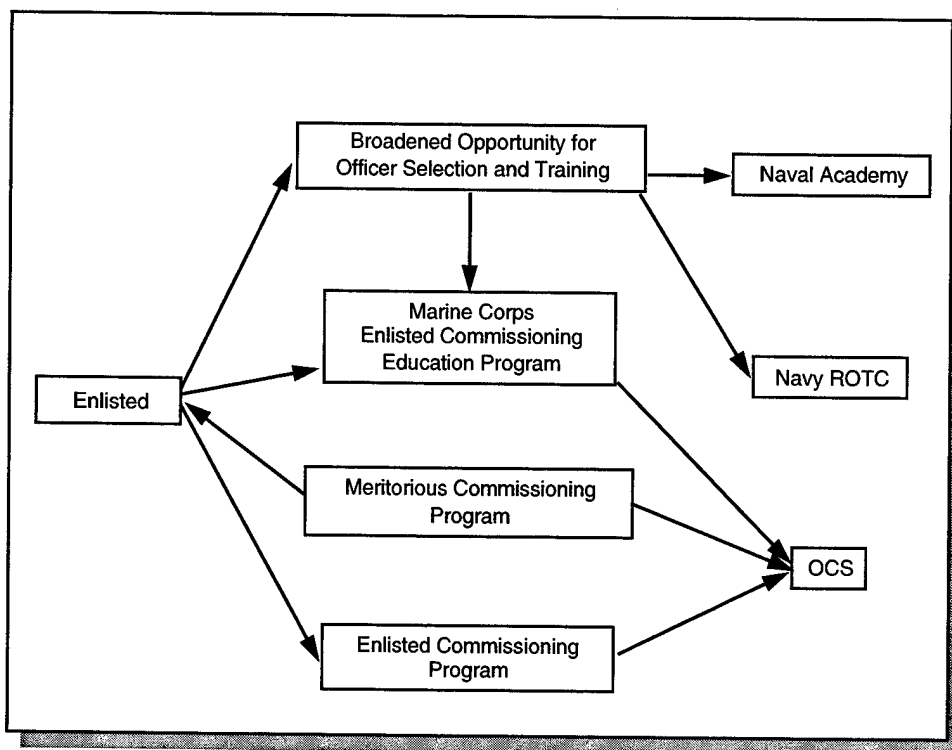 Broadened Opportunity for
Officer Selection and Training
Naval Academy
Marine Corps
Enlisted Commissioning
Education Program
Navy ROTC
Enlisted
Meritorious Commissioning
Program
OCS
Enlisted Commissioning
Program